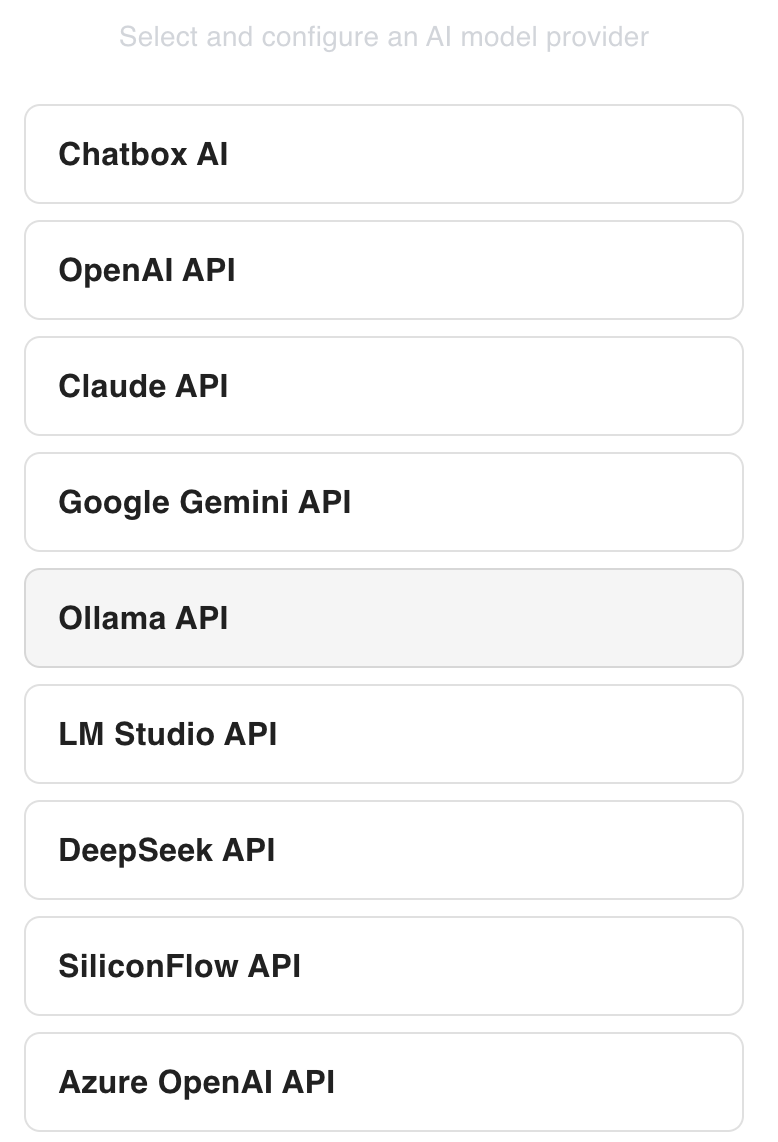 Select and configure an AI model provider
Chatbox AI
OpenAI API
Claude API
Google Gemini API
Ollama API
LM Studio API
DeepSeek API
SiliconFlow API
Azure OpenAI API